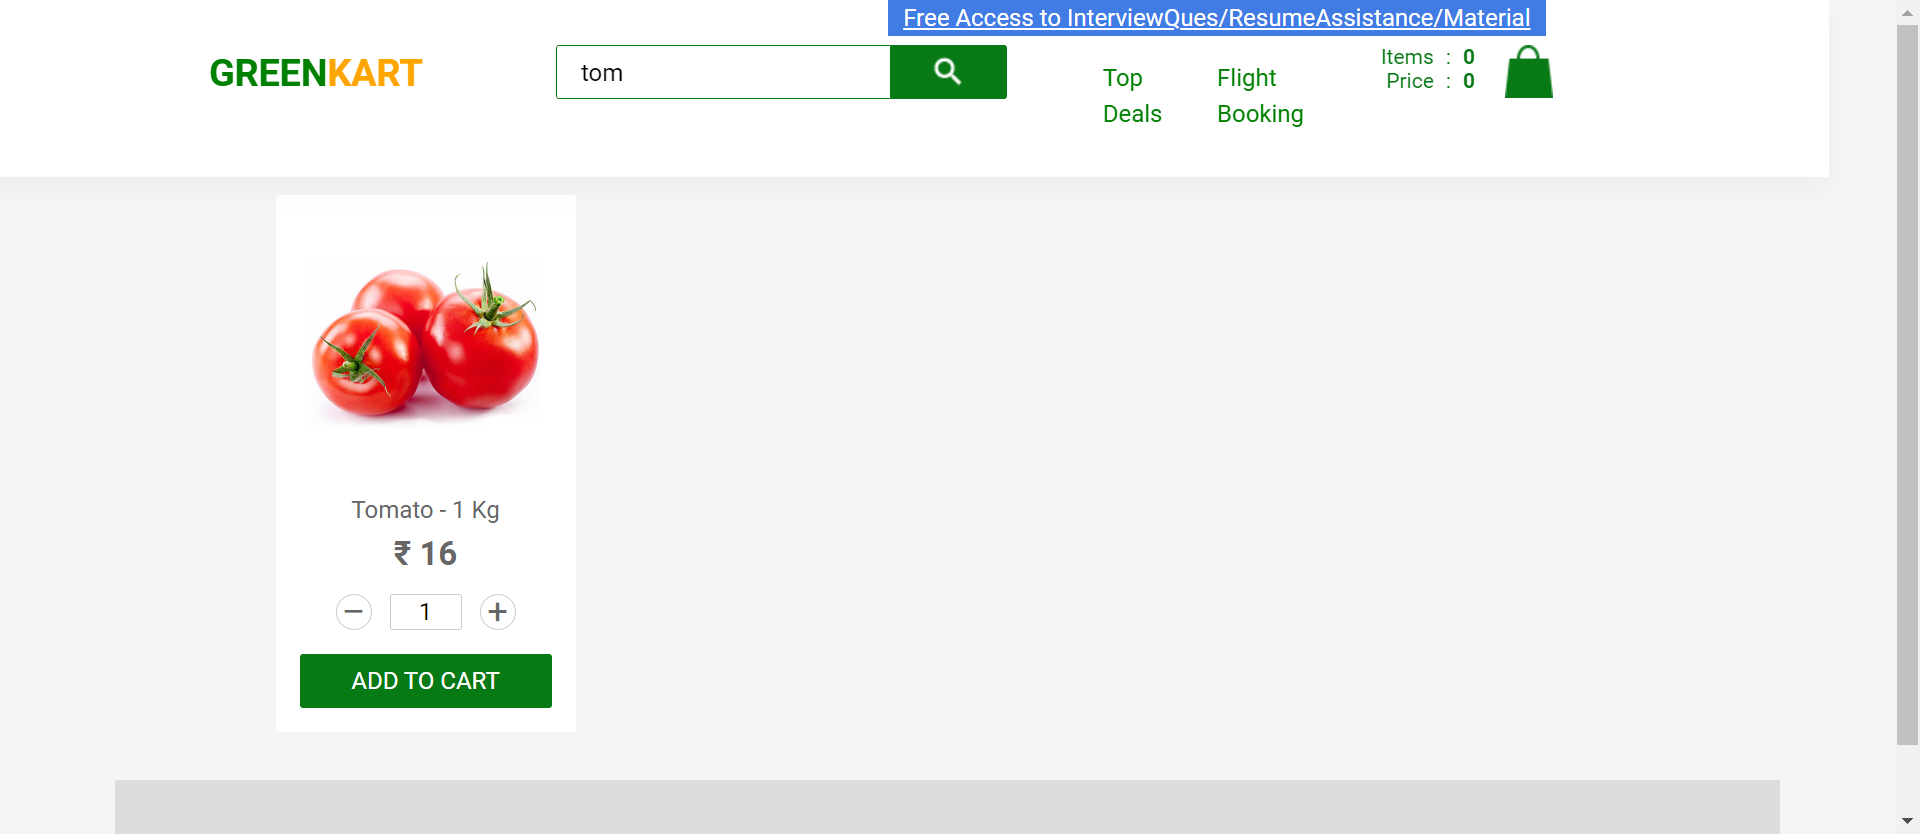 Free Access to InterviewQues/ResumeAssistance/Material
GREENKART
tom
Top
Deals
Flight
Booking
Items : 0
Price : 0
Tomato - 1 Kg
₹ 16
− 1 +
ADD TO CART